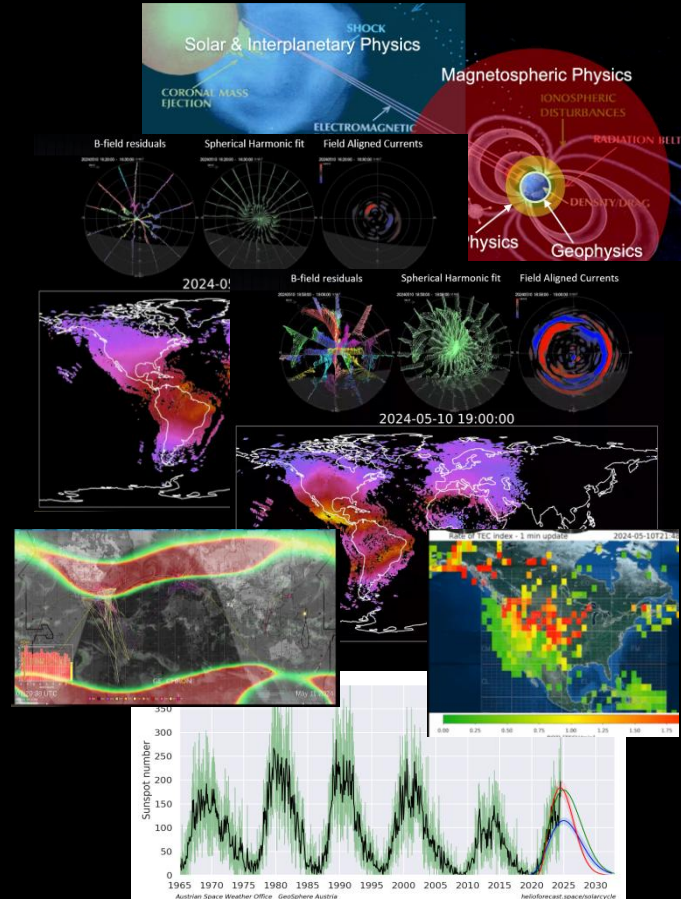 SHOCK
Solar & Interplanetary Physics
CORONAL MASS
EJECTION
ELECTROMAGNETIC
Magnetospheric Physics
IONOSPHERIC
DISTURBANCES
RADIATION BELT
DENSITY/DRAG
Physics
Geophysics
B-field residuals Spherical Harmonic fit Field Aligned Currents
2024-05
B-field residuals Spherical Harmonic fit Field Aligned Currents
2024-05-10 19:00:00
Rate of TEC Index - 1 min update
0.00 0.25 0.50 0.75 1.00 1.25 1.50 1.75
Sunspot number
350
300
250
200
150
100
50
0
1965 1970 1975 1980 1985 1990 1995 2000 2005 2010 2015 2020 2025 2030
Austrian Space Weather Office GeoSphere Austria helioforecast.space/solarcycle